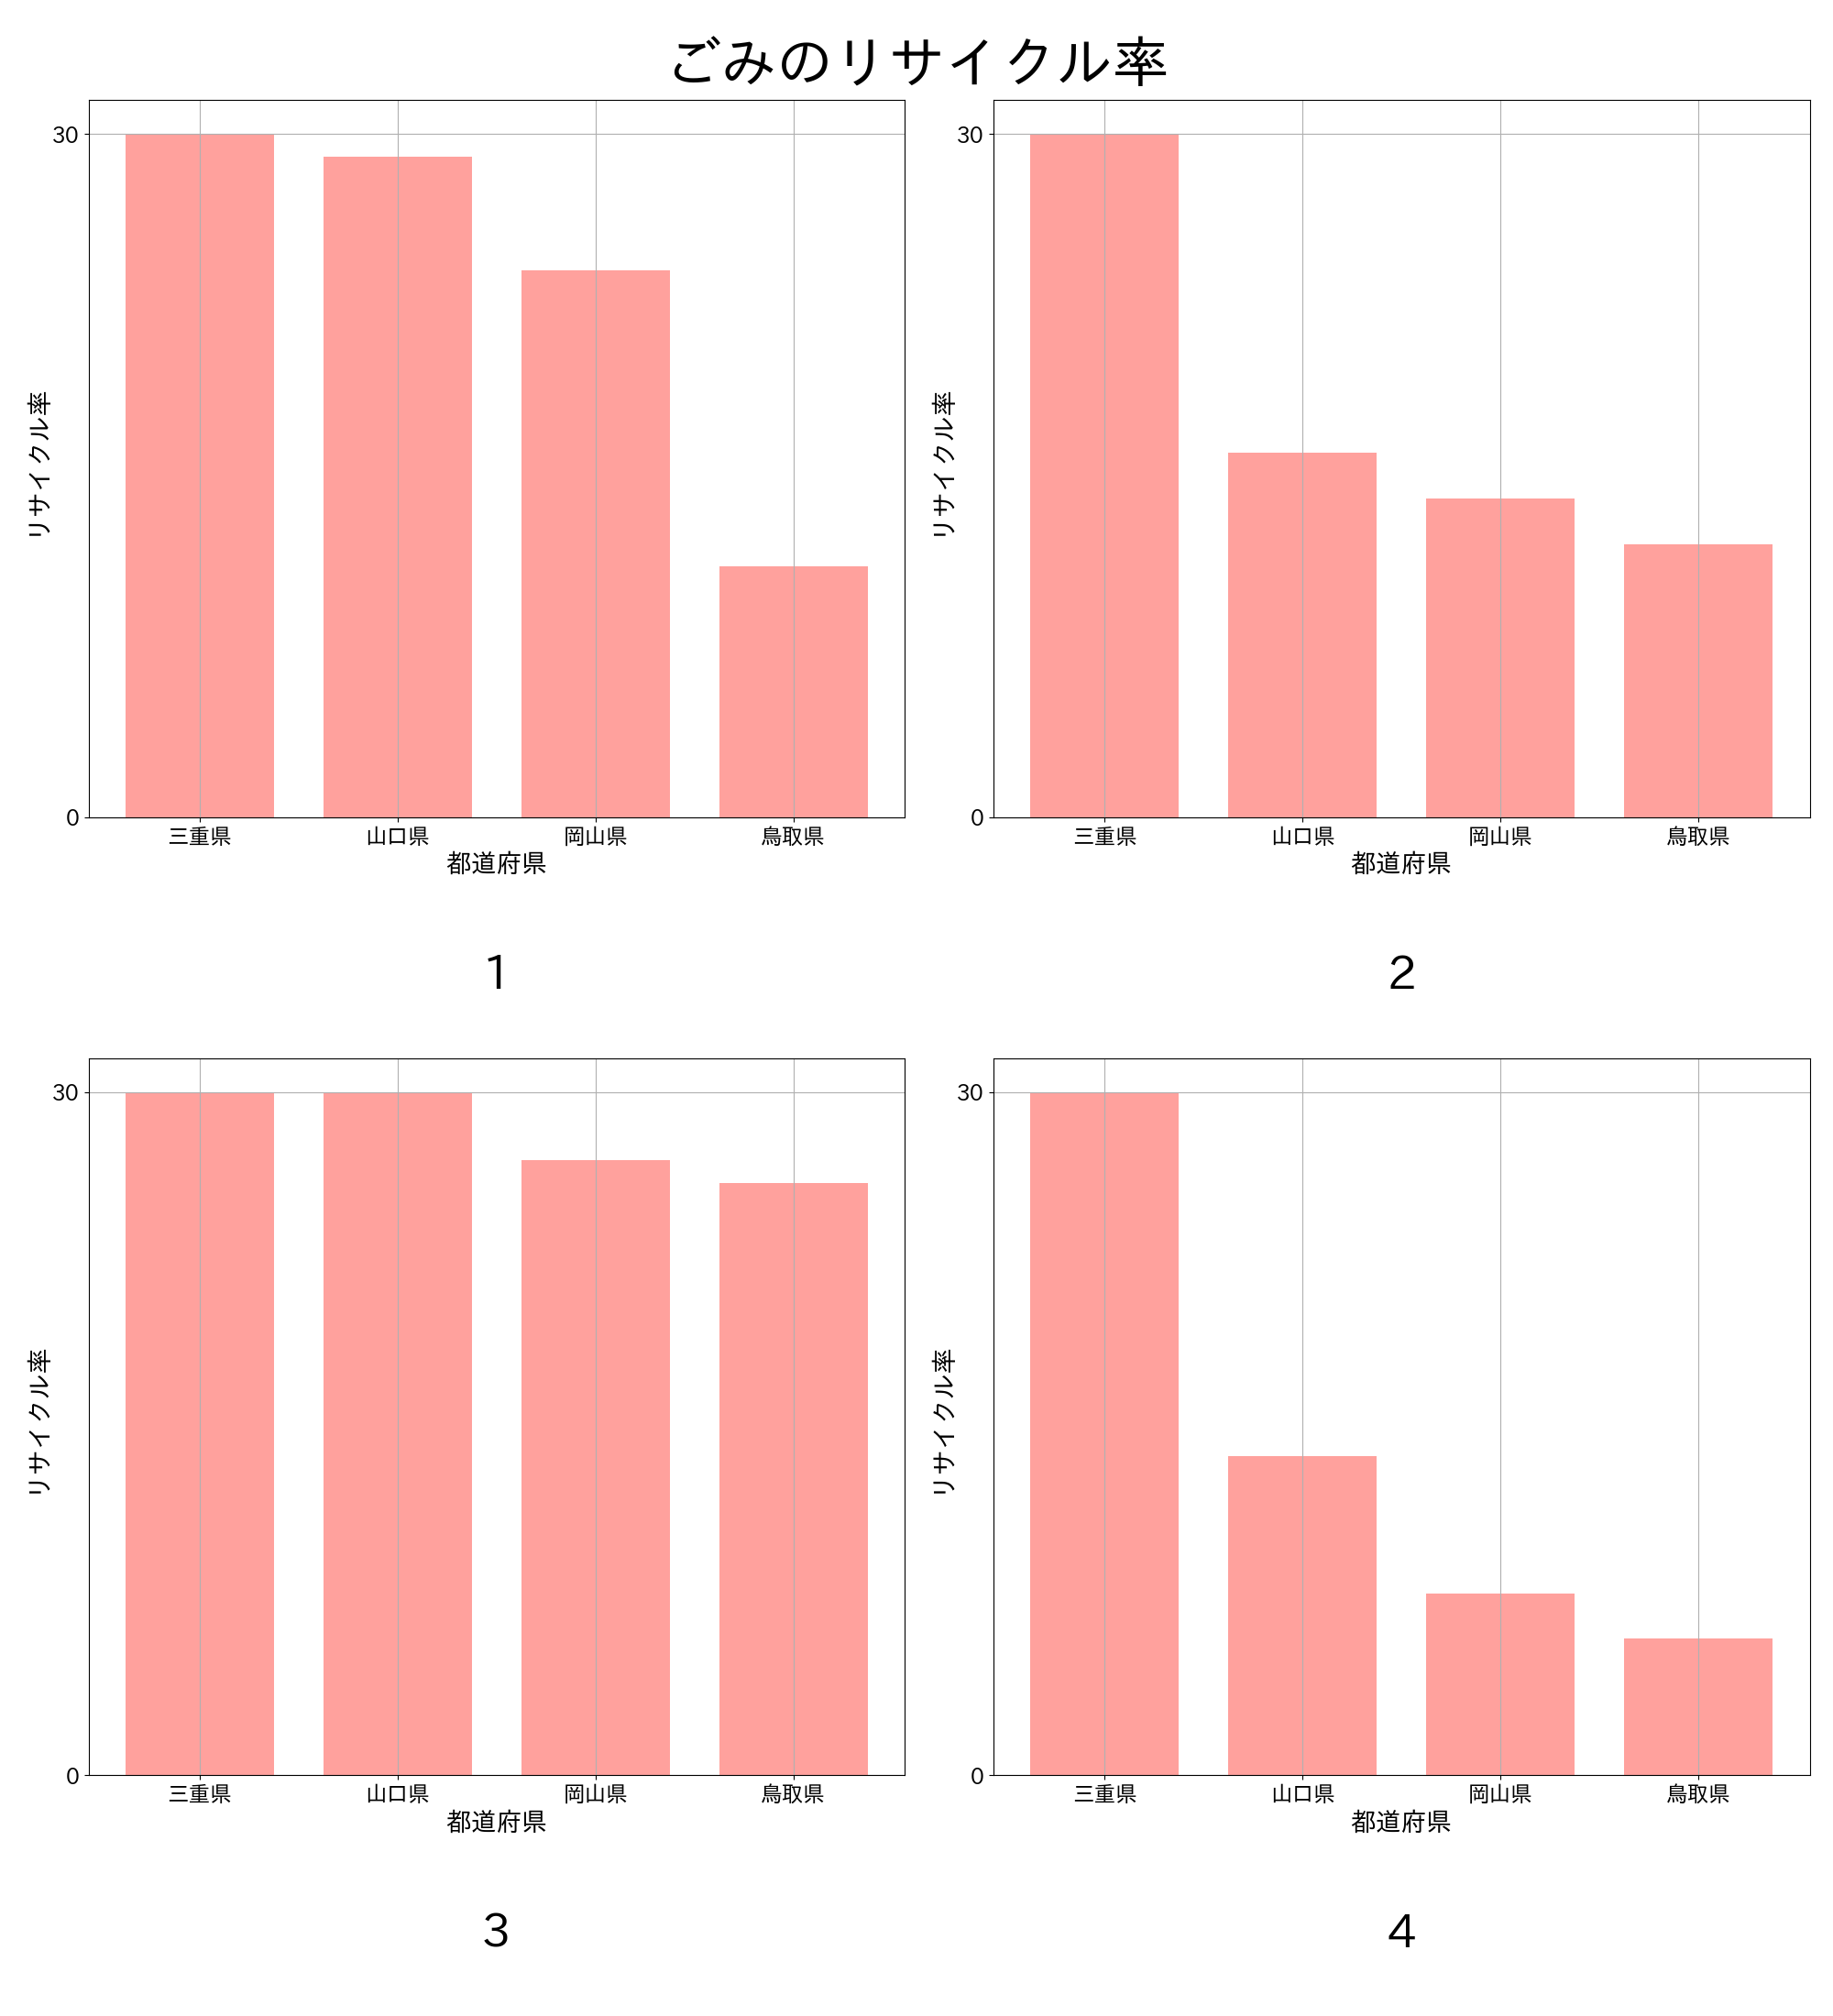 ごみのリサイクル率
30
0
リサイクル率
三重県 山口県 岡山県 鳥取県
都道府県
1
30
0
リサイクル率
三重県 山口県 岡山県 鳥取県
都道府県
2
30
0
リサイクル率
三重県 山口県 岡山県 鳥取県
都道府県
3
30
0
リサイクル率
三重県 山口県 岡山県 鳥取県
都道府県
4